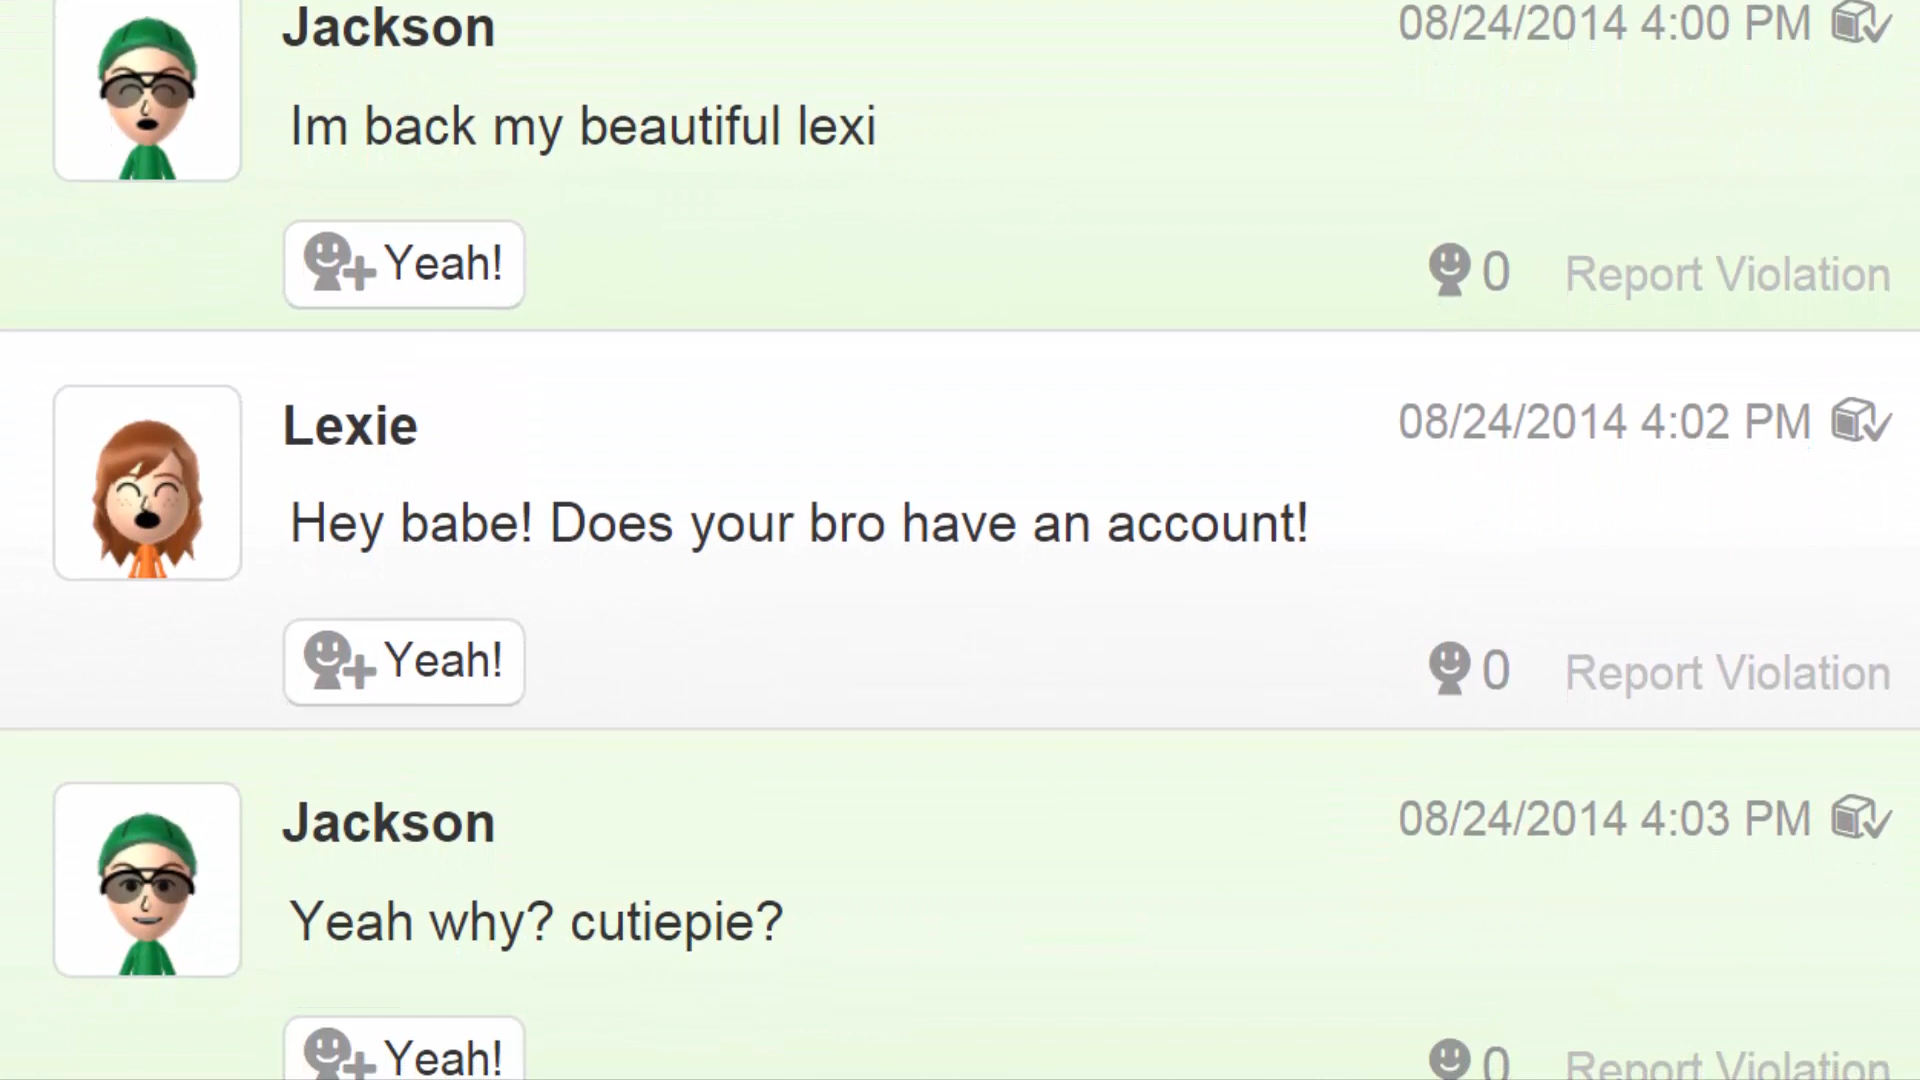 Jackson
08/24/2014 4:00 PM
Im back my beautiful lexi
Yeah!
0 Report Violation
Lexie
08/24/2014 4:02 PM
Hey babe! Does your bro have an account!
Yeah!
0 Report Violation
Jackson
08/24/2014 4:03 PM
Yeah why? cutiepie?
Yeah!
0 Report Violation